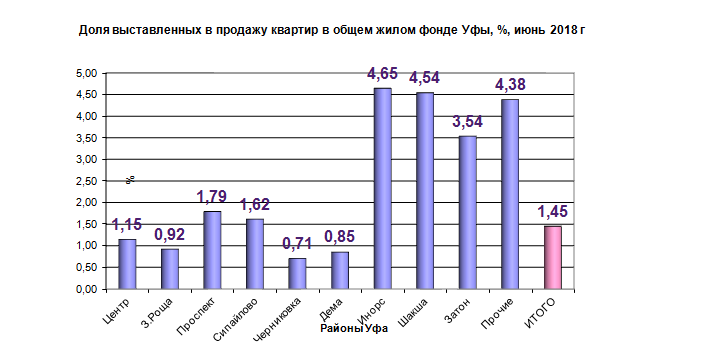 Доля выставленных в продажу квартир в общем жилом фонде Уфы, %, июнь 2018 г
5,00
4,50
4,00
3,50
3,00
2,50
2,00
1,50
1,00
0,50
0,00
%
1,15
0,92
1,79
1,62
0,71
0,85
4,65
4,54
3,54
4,38
1,45
Центр
З.Роща
Проспект
Сипайлово
Черниковка
Дема
Инорс
Шакша
Затон
Прочие
ИТОГО
Районы Уфа